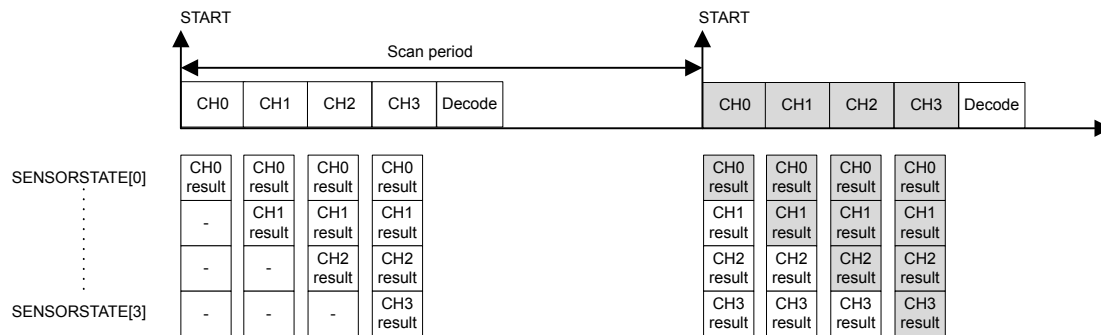 START START
Scan period
CH0 CH1 CH2 CH3 Decode CH0 CH1 CH2 CH3 Decode
SENSORSTATE[0] CH0 CH0 CH0 CH0 CH0 CH0 CH0 CH0
result result result result result result result result
- CH1 CH1 CH1 CH1 CH1 CH1 CH1
result result result result result result result
- - CH2 CH2 CH2 CH2 CH2 CH2
result result result result result result
SENSORSTATE[3] - - - CH3 CH3 CH3 CH3 CH3
result result result result result